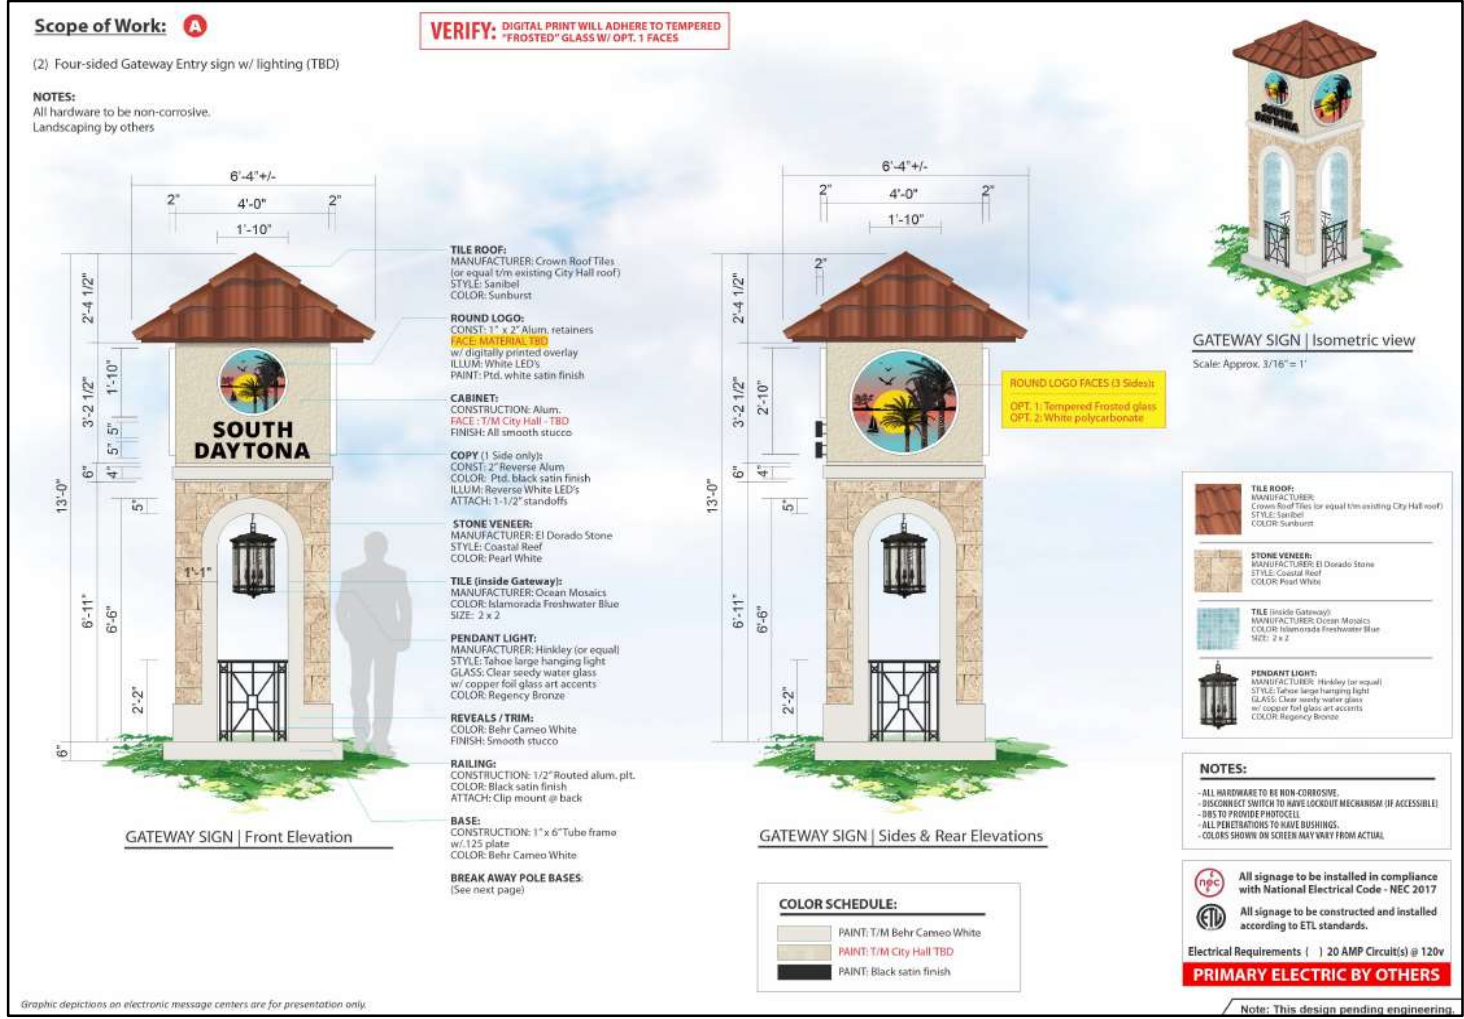 Scope of Work: A
(2) Four-sided Gateway Entry sign w/ lighting (TBD)
NOTES:
All hardware to be non-corrosive.
Landscaping by others
VERIFY: DIGITAL PRINT WILL ADHERE TO TEMPERED
"FROSTED" GLASS W/ OPT. 1 FACES
6'-4"+/-
2" 4'-0" 2"
1'-10"
2'-4 1/2"
3'-2 1/2"
1'-10"
5"
5"
6"
4"
13'-0"
5"
1'-1"
6'-11"
6'-6"
2'-2"
6"
SOUTH
DAYTONA
GATEWAY SIGN | Front Elevation
TILE ROOF:
MANUFACTURER: Crown Roof Tiles
(or equal t/m existing City Hall roof)
STYLE: Sanibel
COLOR: Sunburst
ROUND LOGO:
CONST: 1" x 2" Alum. retainers
FACE: MATERIAL TBD
w/ digitally printed overlay
ILLUM: White LED's
PAINT: Ptd. white satin finish
CABINET:
CONSTRUCTION: Alum.
FACE : T/M City Hall - TBD
FINISH: All smooth stucco
COPY (1 Side only):
CONST: 2" Reverse Alum
COLOR: Ptd. black satin finish
ILLUM: Reverse White LED's
ATTACH: 1-1/2" standoffs
STONE VENEER:
MANUFACTURER: El Dorado Stone
STYLE: Coastal Reef
COLOR: Pearl White
TILE (inside Gateway):
MANUFACTURER: Ocean Mosaics
COLOR: Islamorada Freshwater Blue
SIZE: 2 x 2
PENDANT LIGHT:
MANUFACTURER: Hinkley (or equal)
STYLE: Tahoe large hanging light
GLASS: Clear seedy water glass
w/ copper foil glass art accents
COLOR: Regency Bronze
REVEALS / TRIM:
COLOR: Behr Cameo White
FINISH: Smooth stucco
RAILING:
CONSTRUCTION: 1/2" Routed alum. plt.
COLOR: Black satin finish
ATTACH: Clip mount @ back
BASE:
CONSTRUCTION: 1" x 6" Tube frame
w/.125 plate
COLOR: Behr Cameo White
BREAK AWAY POLE BASES:
(See next page)
6'-4"+/-
2" 4'-0" 2"
1'-10"
2"
2'-4 1/2"
3'-2 1/2"
2'-10"
6"
4"
13'-0"
5"
6'-11"
6'-6"
2'-2"
GATEWAY SIGN | Sides & Rear Elevations
ROUND LOGO FACES (3 Sides):
OPT. 1: Tempered Frosted glass
OPT. 2: White polycarbonate
COLOR SCHEDULE:
PAINT: T/M Behr Cameo White
PAINT: T/M City Hall TBD
PAINT: Black satin finish
SOUTH
DAYTONA
GATEWAY SIGN | Isometric view
Scale: Approx. 3/16" = 1'
TILE ROOF:
MANUFACTURER:
Crown Roof Tiles (or equal t/m existing City Hall roof)
STYLE: Sanibel
COLOR: Sunburst
STONE VENEER:
MANUFACTURER: El Dorado Stone
STYLE: Coastal Reef
COLOR: Pearl White
TILE (inside Gateway):
MANUFACTURER: Ocean Mosaics
COLOR: Islamorada Freshwater Blue
SIZE: 2 x 2
PENDANT LIGHT:
MANUFACTURER: Hinkley (or equal)
STYLE: Tahoe large hanging light
GLASS: Clear seedy water glass
w/ copper foil glass art accents
COLOR: Regency Bronze
NOTES:
- ALL HARDWARE TO BE NON-CORROSIVE.
- DISCONNECT SWITCH TO HAVE LOCKOUT MECHANISM (IF ACCESSIBLE)
- DBS TO PROVIDE PHOTOCELL
- ALL PENETRATIONS TO HAVE BUSHINGS.
- COLORS SHOWN ON SCREEN MAY VARY FROM ACTUAL
nec
All signage to be installed in compliance
with National Electrical Code - NEC 2017
ETL
All signage to be constructed and installed
according to ETL standards.
Electrical Requirements ( ) 20 AMP Circuit(s) @ 120v
PRIMARY ELECTRIC BY OTHERS
Graphic depictions on electronic message centers are for presentation only.
Note: This design pending engineering.